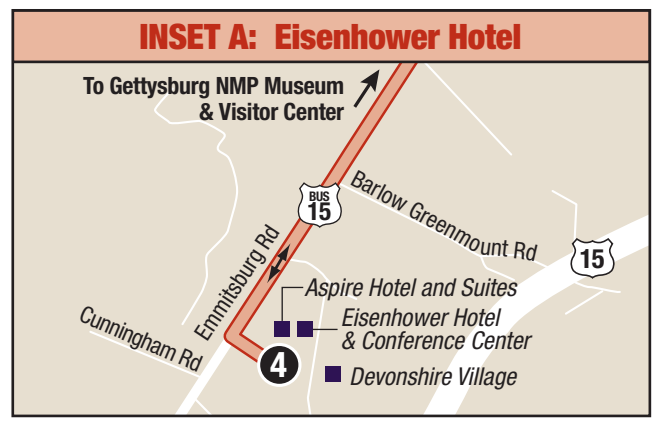 INSET A: Eisenhower Hotel
To Gettysburg NMP Museum
& Visitor Center
BUS
15
Barlow Greenmount Rd
15
Emmitsburg Rd
Aspire Hotel and Suites
Eisenhower Hotel
& Conference Center
Cunningham Rd
4
Devonshire Village